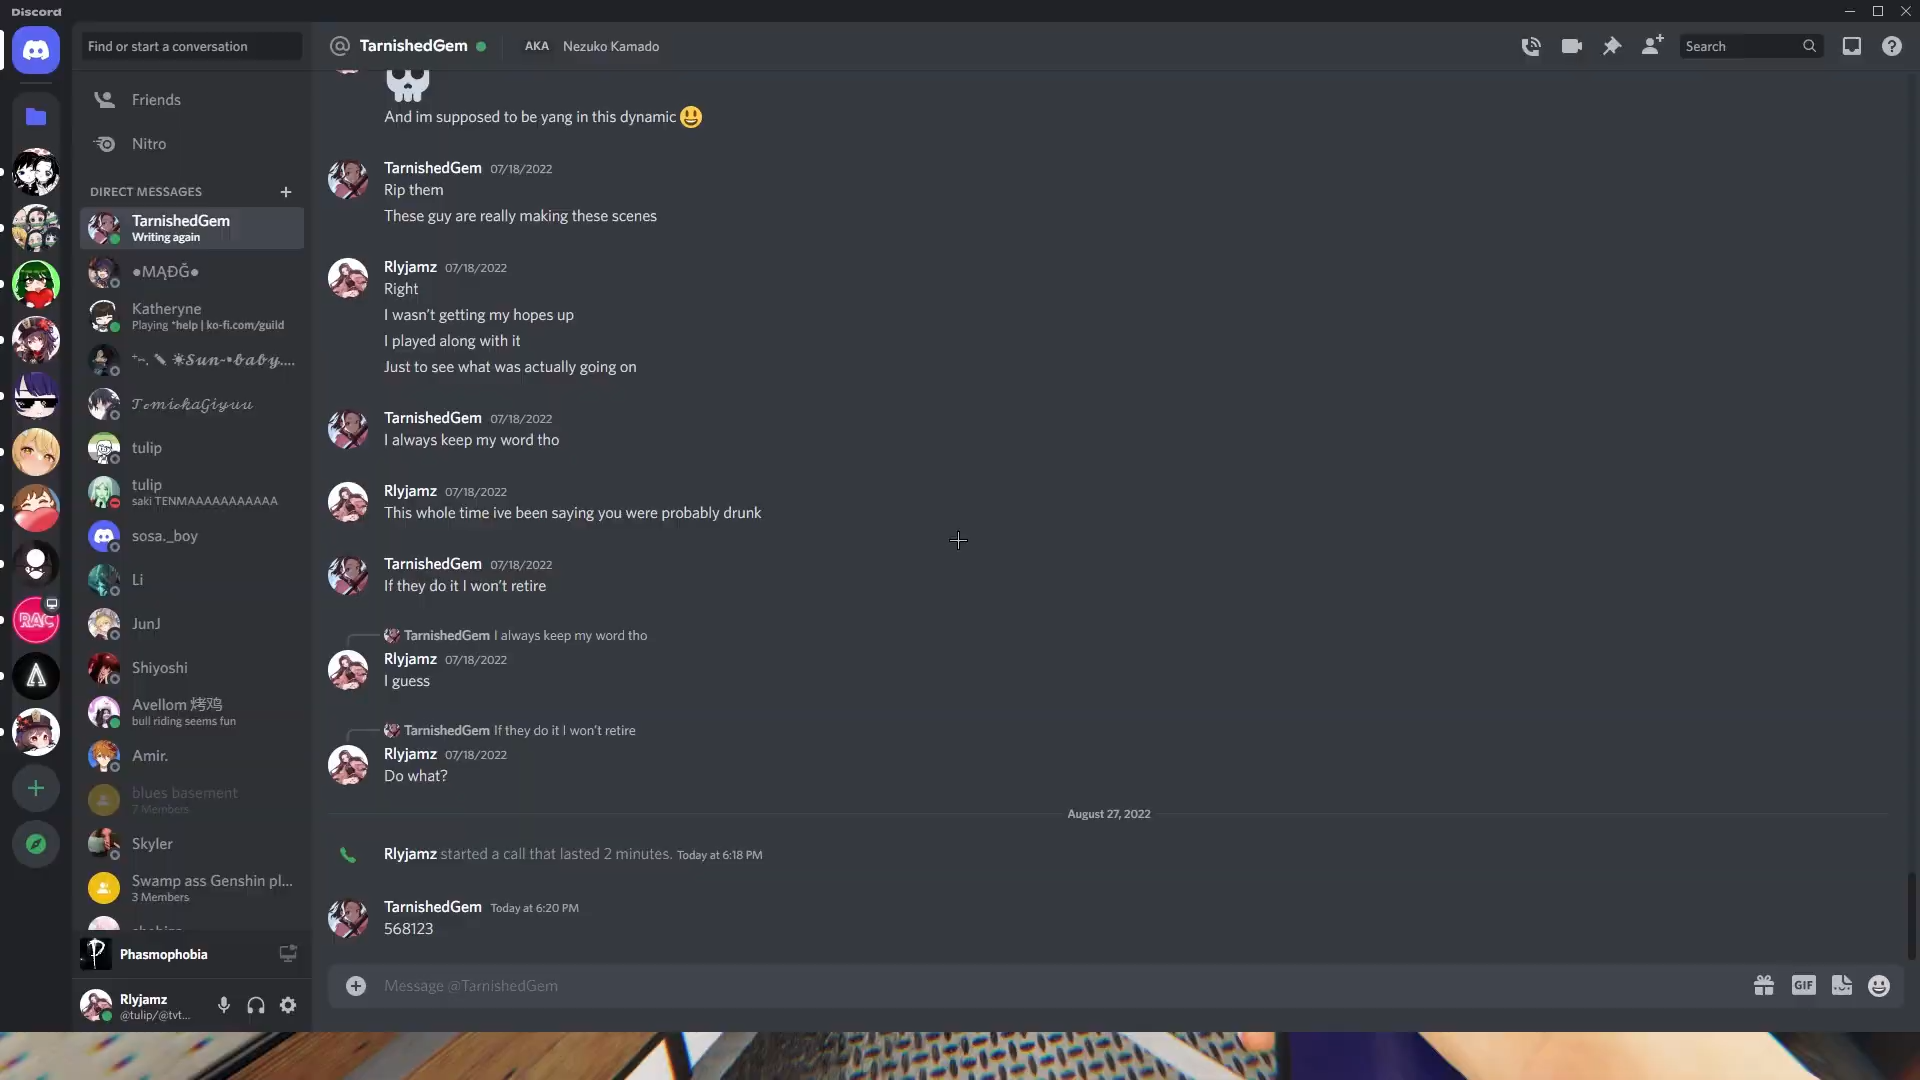 Discord
Find or start a conversation
Friends
Nitro
DIRECT MESSAGES
TarnishedGem
Writing again
●MĄĐĞ●
Katheryne
Playing *help | ko-fi.com/guild
☀𝓢𝓾𝓷~•𝓫𝓪𝓫𝔂....
𝒯𝑜𝓂𝒾𝑜𝓀𝒶𝒢𝒾𝓎𝓊𝓊
tulip
tulip
saki TENMAAAAAAAAAAA
sosa._boy
Li
JunJ
Shiyoshi
Avellom 烤鸡
bull riding seems fun
Amir.
blues basement
7 Members
Skyler
Swamp ass Genshin pl...
3 Members
Phasmophobia
Rlyjamz
@tulip/@tvt...
RAC
TarnishedGem
AKA Nezuko Kamado
Search
And im supposed to be yang in this dynamic
TarnishedGem 07/18/2022
Rip them
These guy are really making these scenes
Rlyjamz 07/18/2022
Right
I wasn't getting my hopes up
I played along with it
Just to see what was actually going on
TarnishedGem 07/18/2022
I always keep my word tho
Rlyjamz 07/18/2022
This whole time ive been saying you were probably drunk
TarnishedGem 07/18/2022
If they do it I won't retire
TarnishedGem I always keep my word tho
Rlyjamz 07/18/2022
I guess
TarnishedGem If they do it I won't retire
Rlyjamz 07/18/2022
Do what?
August 27, 2022
Rlyjamz started a call that lasted 2 minutes. Today at 6:18 PM
TarnishedGem Today at 6:20 PM
568123
Message @TarnishedGem
GIF